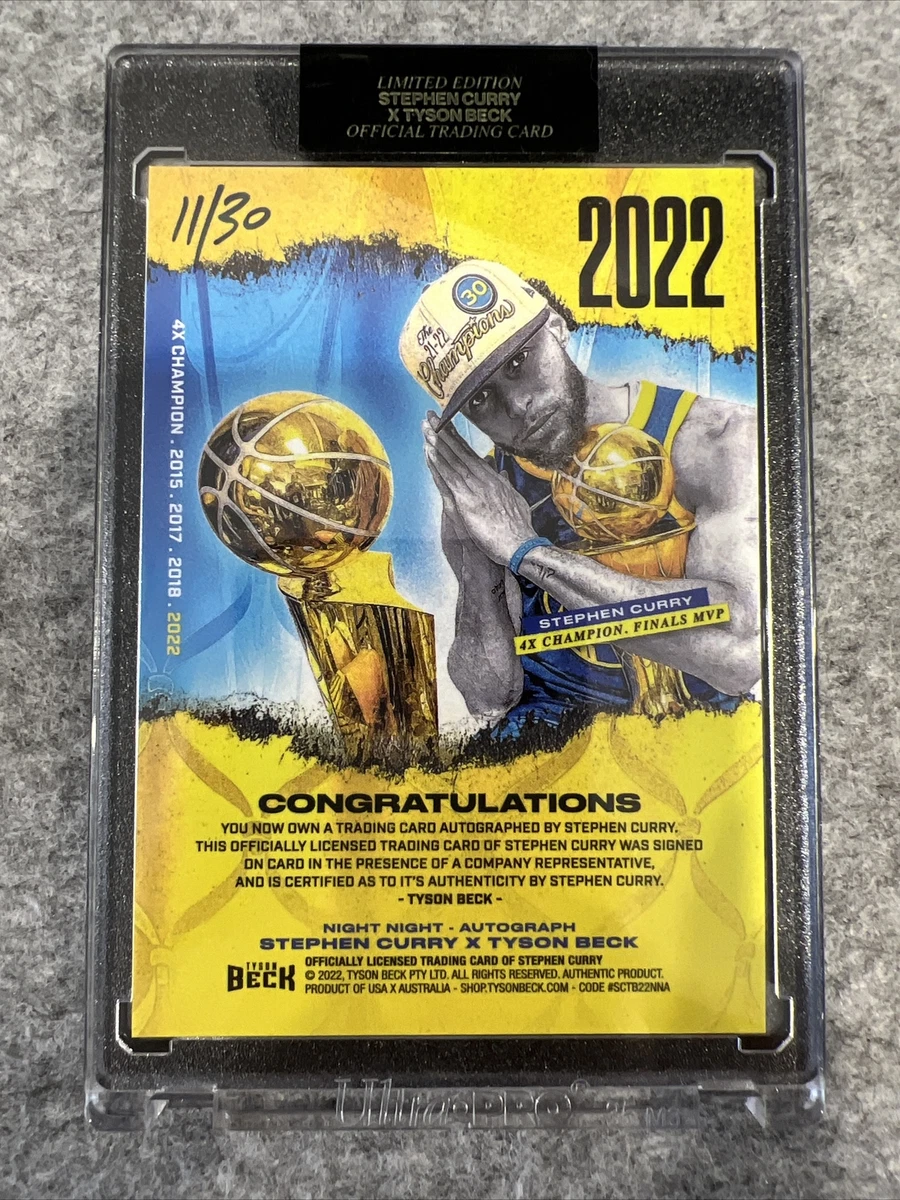 LIMITED EDITION
STEPHEN CURRY
X TYSON BECK
OFFICIAL TRADING CARD
11/30
2022
30
The
21-22
Champions
4X CHAMPION . 2015 . 2017 . 2018 . 2022
STEPHEN CURRY
4X CHAMPION. FINALS MVP
CONGRATULATIONS
YOU NOW OWN A TRADING CARD AUTOGRAPHED BY STEPHEN CURRY.
THIS OFFICIALLY LICENSED TRADING CARD OF STEPHEN CURRY WAS SIGNED
ON CARD IN THE PRESENCE OF A COMPANY REPRESENTATIVE,
AND IS CERTIFIED AS TO IT'S AUTHENTICITY BY STEPHEN CURRY.
- TYSON BECK -
NIGHT NIGHT - AUTOGRAPH
STEPHEN CURRY X TYSON BECK
TYSON
BECK
OFFICIALLY LICENSED TRADING CARD OF STEPHEN CURRY
© 2022, TYSON BECK PTY LTD. ALL RIGHTS RESERVED. AUTHENTIC PRODUCT.
PRODUCT OF USA X AUSTRALIA - SHOP.TYSONBECK.COM - CODE #SCTB22NNA
Ultra PRO®